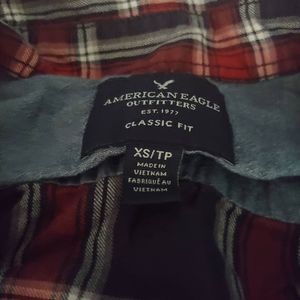 AMERICAN EAGLE
OUTFITTERS
EST. 1977
CLASSIC FIT
XS/TP
MADE IN
VIETNAM
FABRIQUÉ AU
VIETNAM